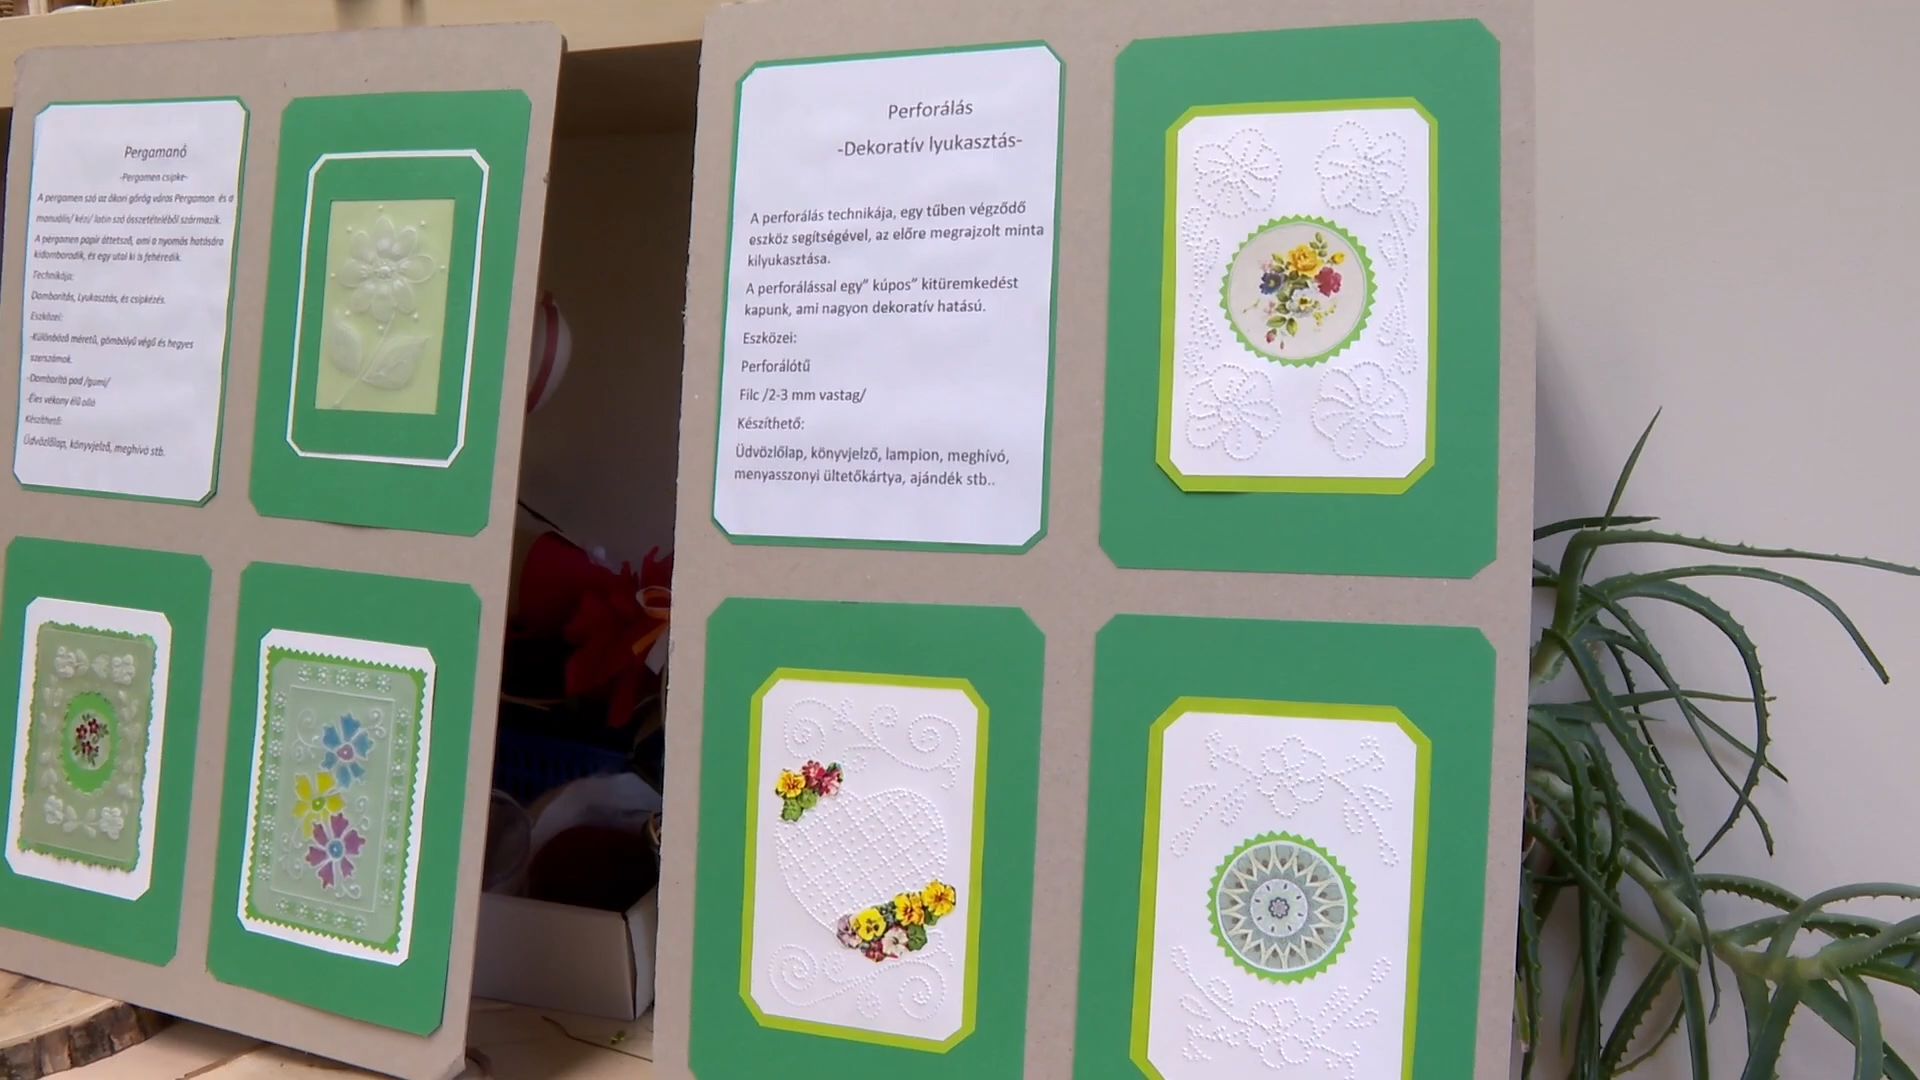 Pergamanó
-Pergamen csipke-
A pergamen szó az ókori görög város Pergamon és a
manuális/ kézi/ latin szó összetételéből származik.
A pergamen papír áttetsző, ami a nyomás hatására
kidomborodik, és egy utal ki is fehéredik.
Technikája:
Domborítás, Lyukasztás, és csipkézés.
Eszközei:
-Különböző méretű, gömbölyű végű és hegyes
szerszámok.
-Domborító pad /gumi/
-Éles vékony élű olló
Készíthető:
Üdvözlőlap, könyvjelző, meghívó stb.
Perforálás
-Dekoratív lyukasztás-
A perforálás technikája, egy tűben végződő
eszköz segítségével, az előre megrajzolt minta
kilyukasztása.
A perforálással egy” kúpos” kitüremkedést
kapunk, ami nagyon dekoratív hatású.
Eszközei:
Perforálótű
Filc /2-3 mm vastag/
Készíthető:
Üdvözlőlap, könyvjelző, lampion, meghívó,
menyasszonyi ültetőkártya, ajándék stb..